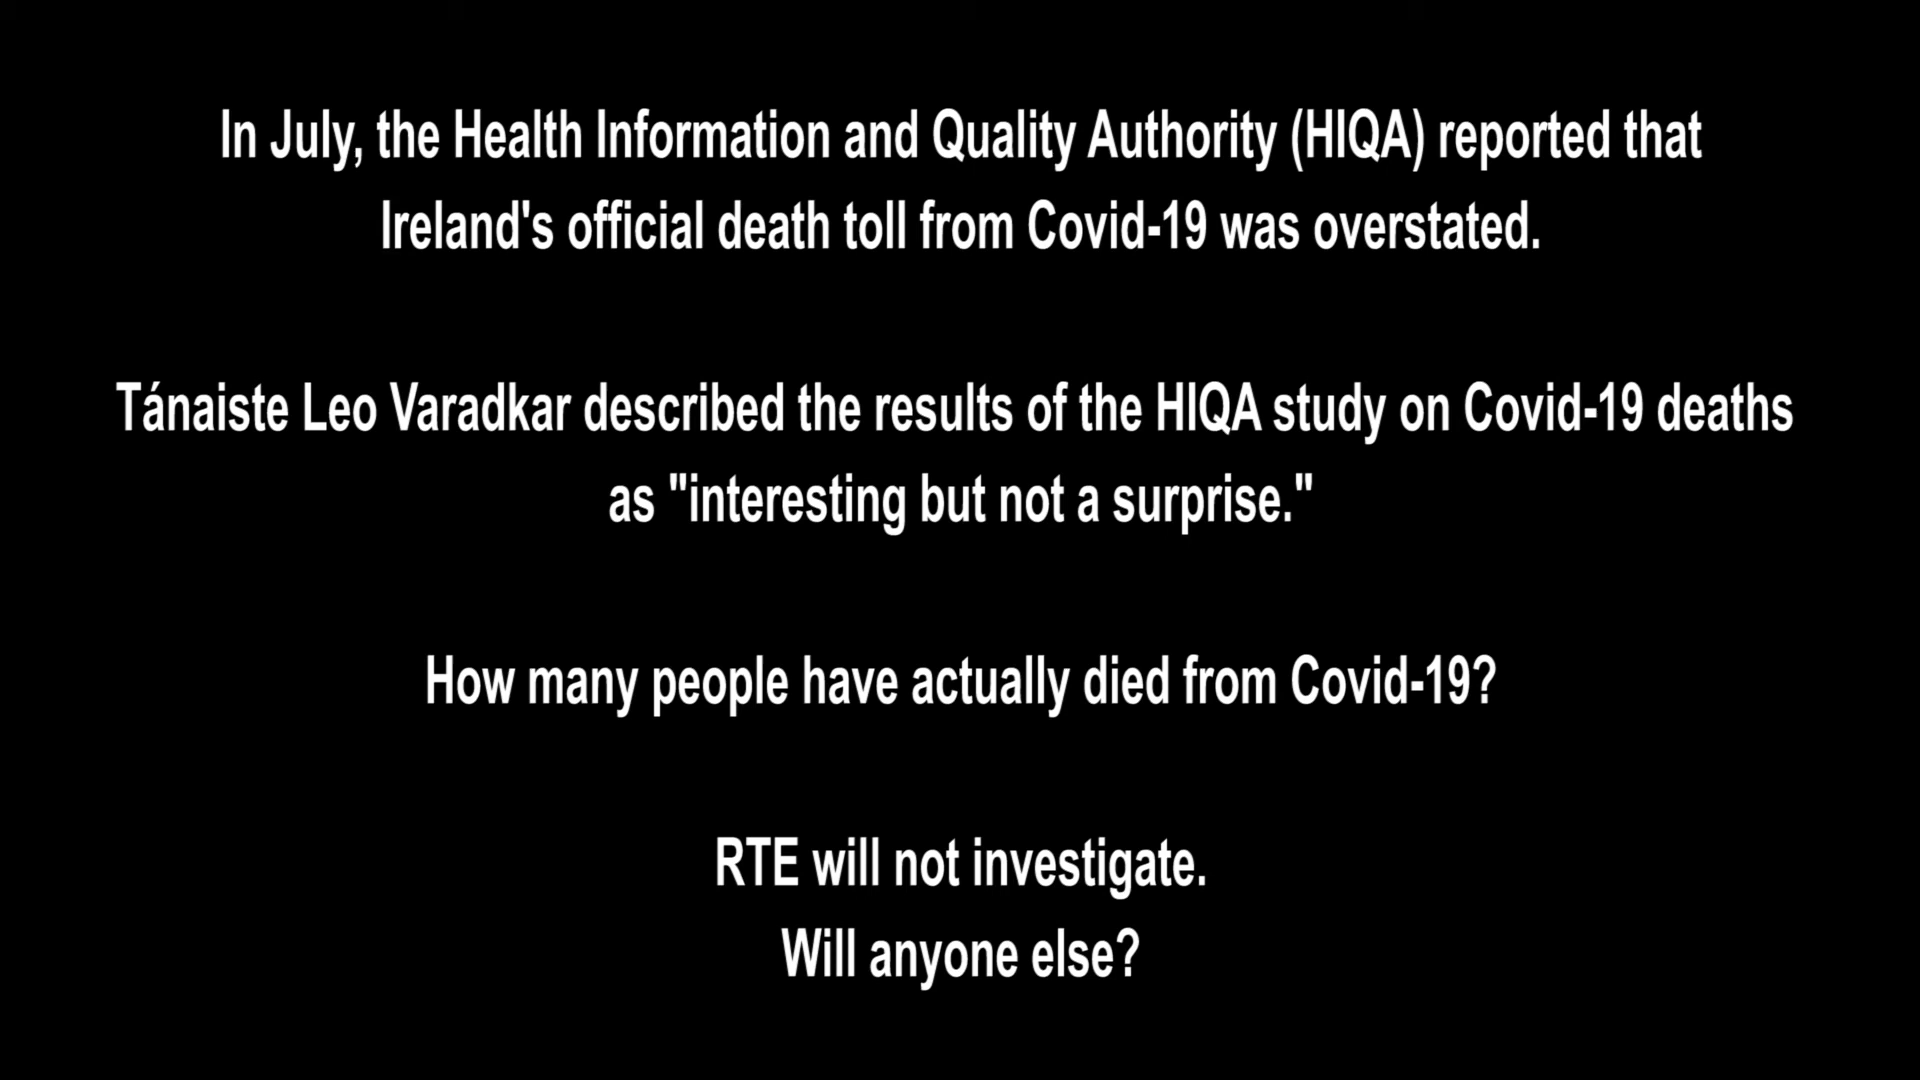 In July, the Health Information and Quality Authority (HIQA) reported that
Ireland's official death toll from Covid-19 was overstated.
Tánaiste Leo Varadkar described the results of the HIQA study on Covid-19 deaths
as "interesting but not a surprise."
How many people have actually died from Covid-19?
RTE will not investigate.
Will anyone else?